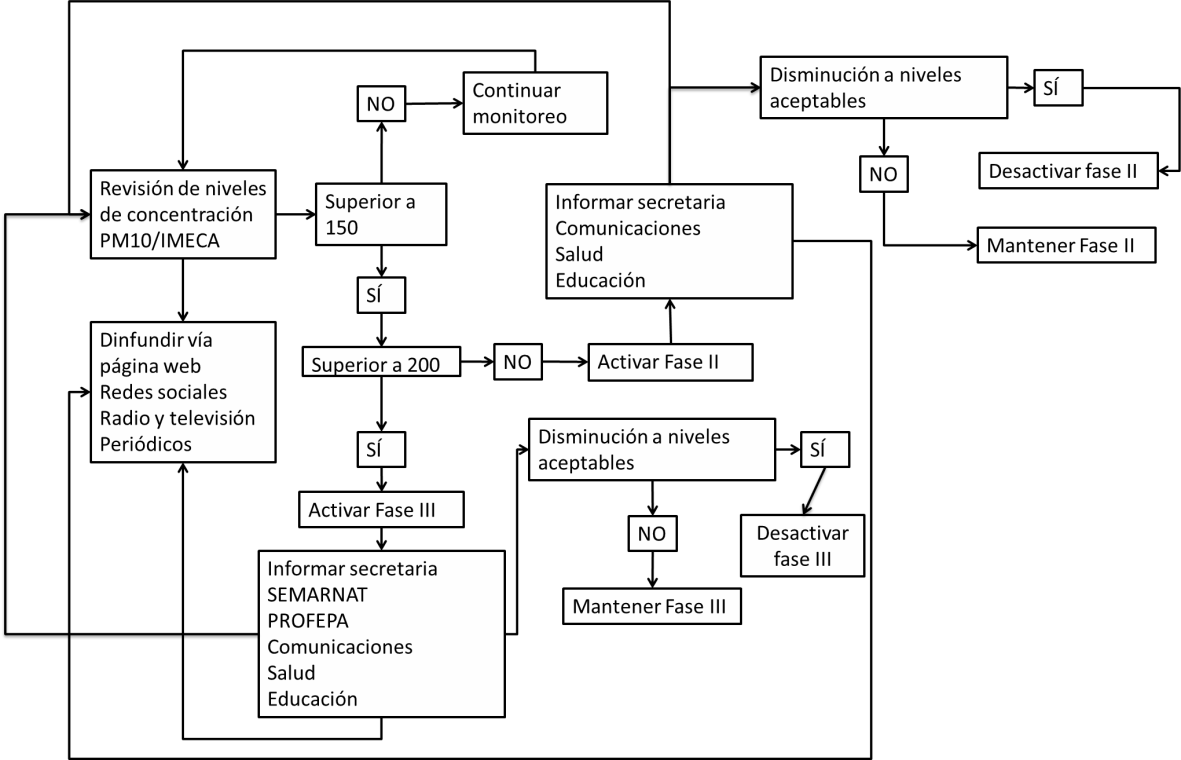 Continuar
monitoreo
NO
Disminución a niveles
aceptables
SÍ
NO
Desactivar fase II
Mantener Fase II
Revisión de niveles
de concentración
PM10/IMECA
Superior a
150
Informar secretaria
Comunicaciones
Salud
Educación
SÍ
Dinfundir vía
página web
Redes sociales
Radio y televisión
Periódicos
Superior a 200
NO
Activar Fase II
SÍ
Disminución a niveles
aceptables
SÍ
Activar Fase III
NO
Desactivar
fase III
Mantener Fase III
Informar secretaria
SEMARNAT
PROFEPA
Comunicaciones
Salud
Educación